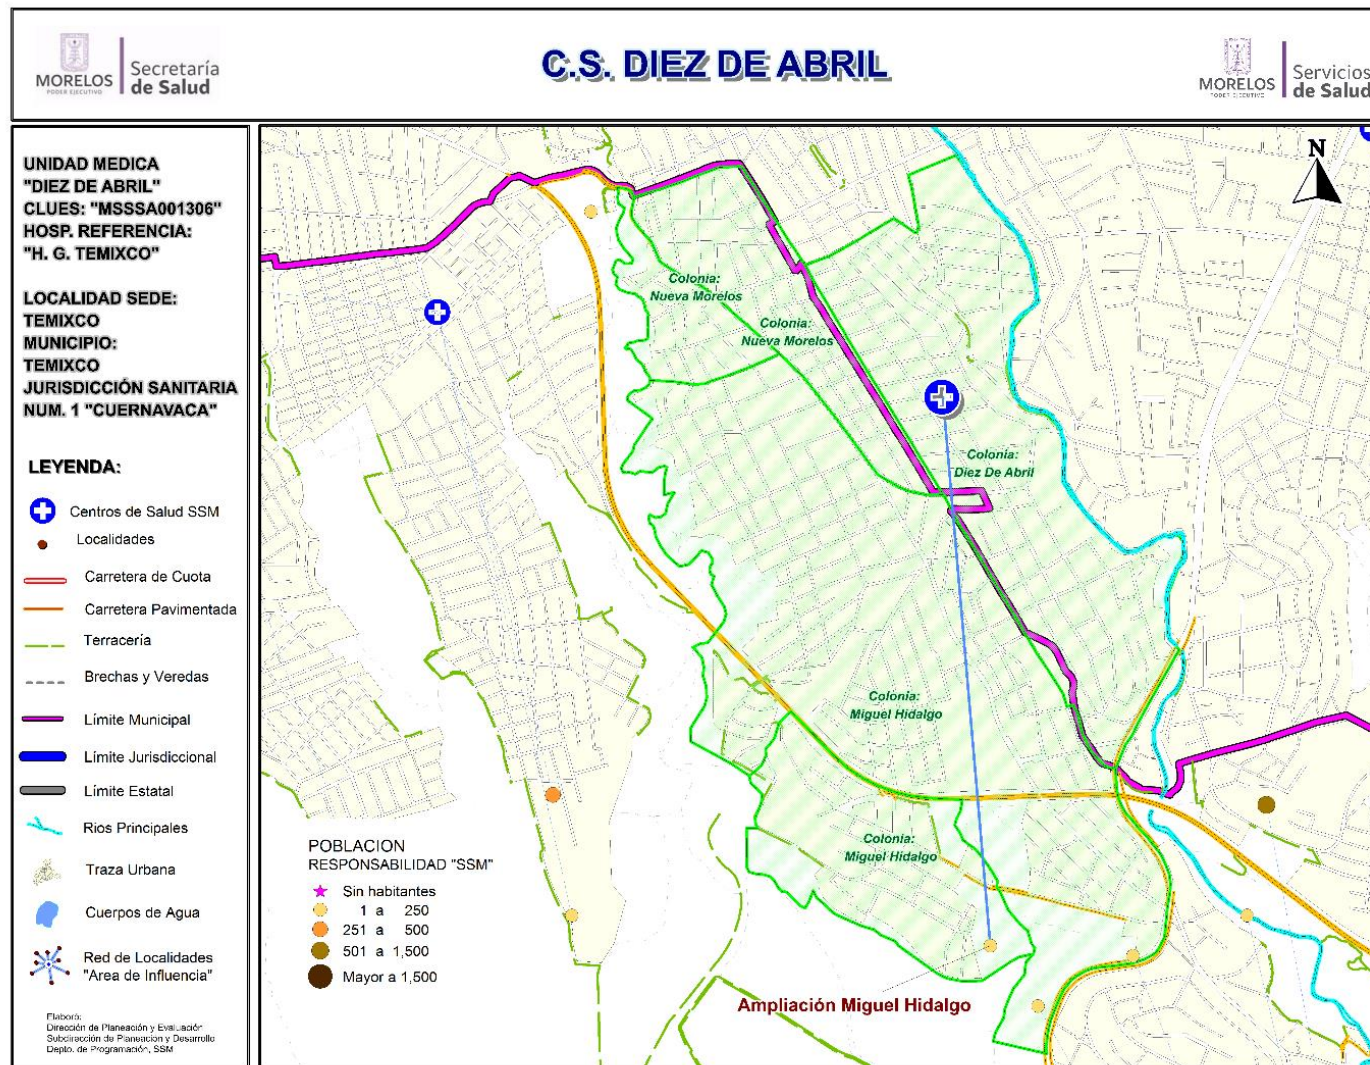 MORELOS
PODER EJECUTIVO
Secretaría
de Salud
C.S. DIEZ DE ABRIL
MORELOS
PODER EJECUTIVO
Servicios
de Salud
UNIDAD MEDICA
"DIEZ DE ABRIL"
CLUES: "MSSSA001306"
HOSP. REFERENCIA:
"H. G. TEMIXCO"
LOCALIDAD SEDE:
TEMIXCO
MUNICIPIO:
TEMIXCO
JURISDICCIÓN SANITARIA
NUM. 1 "CUERNAVACA"
LEYENDA:
Centros de Salud SSM
Localidades
Carretera de Cuota
Carretera Pavimentada
Terracería
Brechas y Veredas
Límite Municipal
Límite Jurisdiccional
Límite Estatal
Rios Principales
Traza Urbana
Cuerpos de Agua
Red de Localidades
"Area de Influencia"
Elaboró:
Dirección de Planeación y Evaluación
Subdirección de Planeación y Desarrollo
Depto. de Programación, SSM
N
Colonia:
Nueva Morelos
Colonia:
Nueva Morelos
Colonia:
Diez De Abril
Colonia:
Miguel Hidalgo
Colonia:
Miguel Hidalgo
Ampliación Miguel Hidalgo
POBLACION
RESPONSABILIDAD "SSM"
Sin habitantes
1 a 250
251 a 500
501 a 1,500
Mayor a 1,500